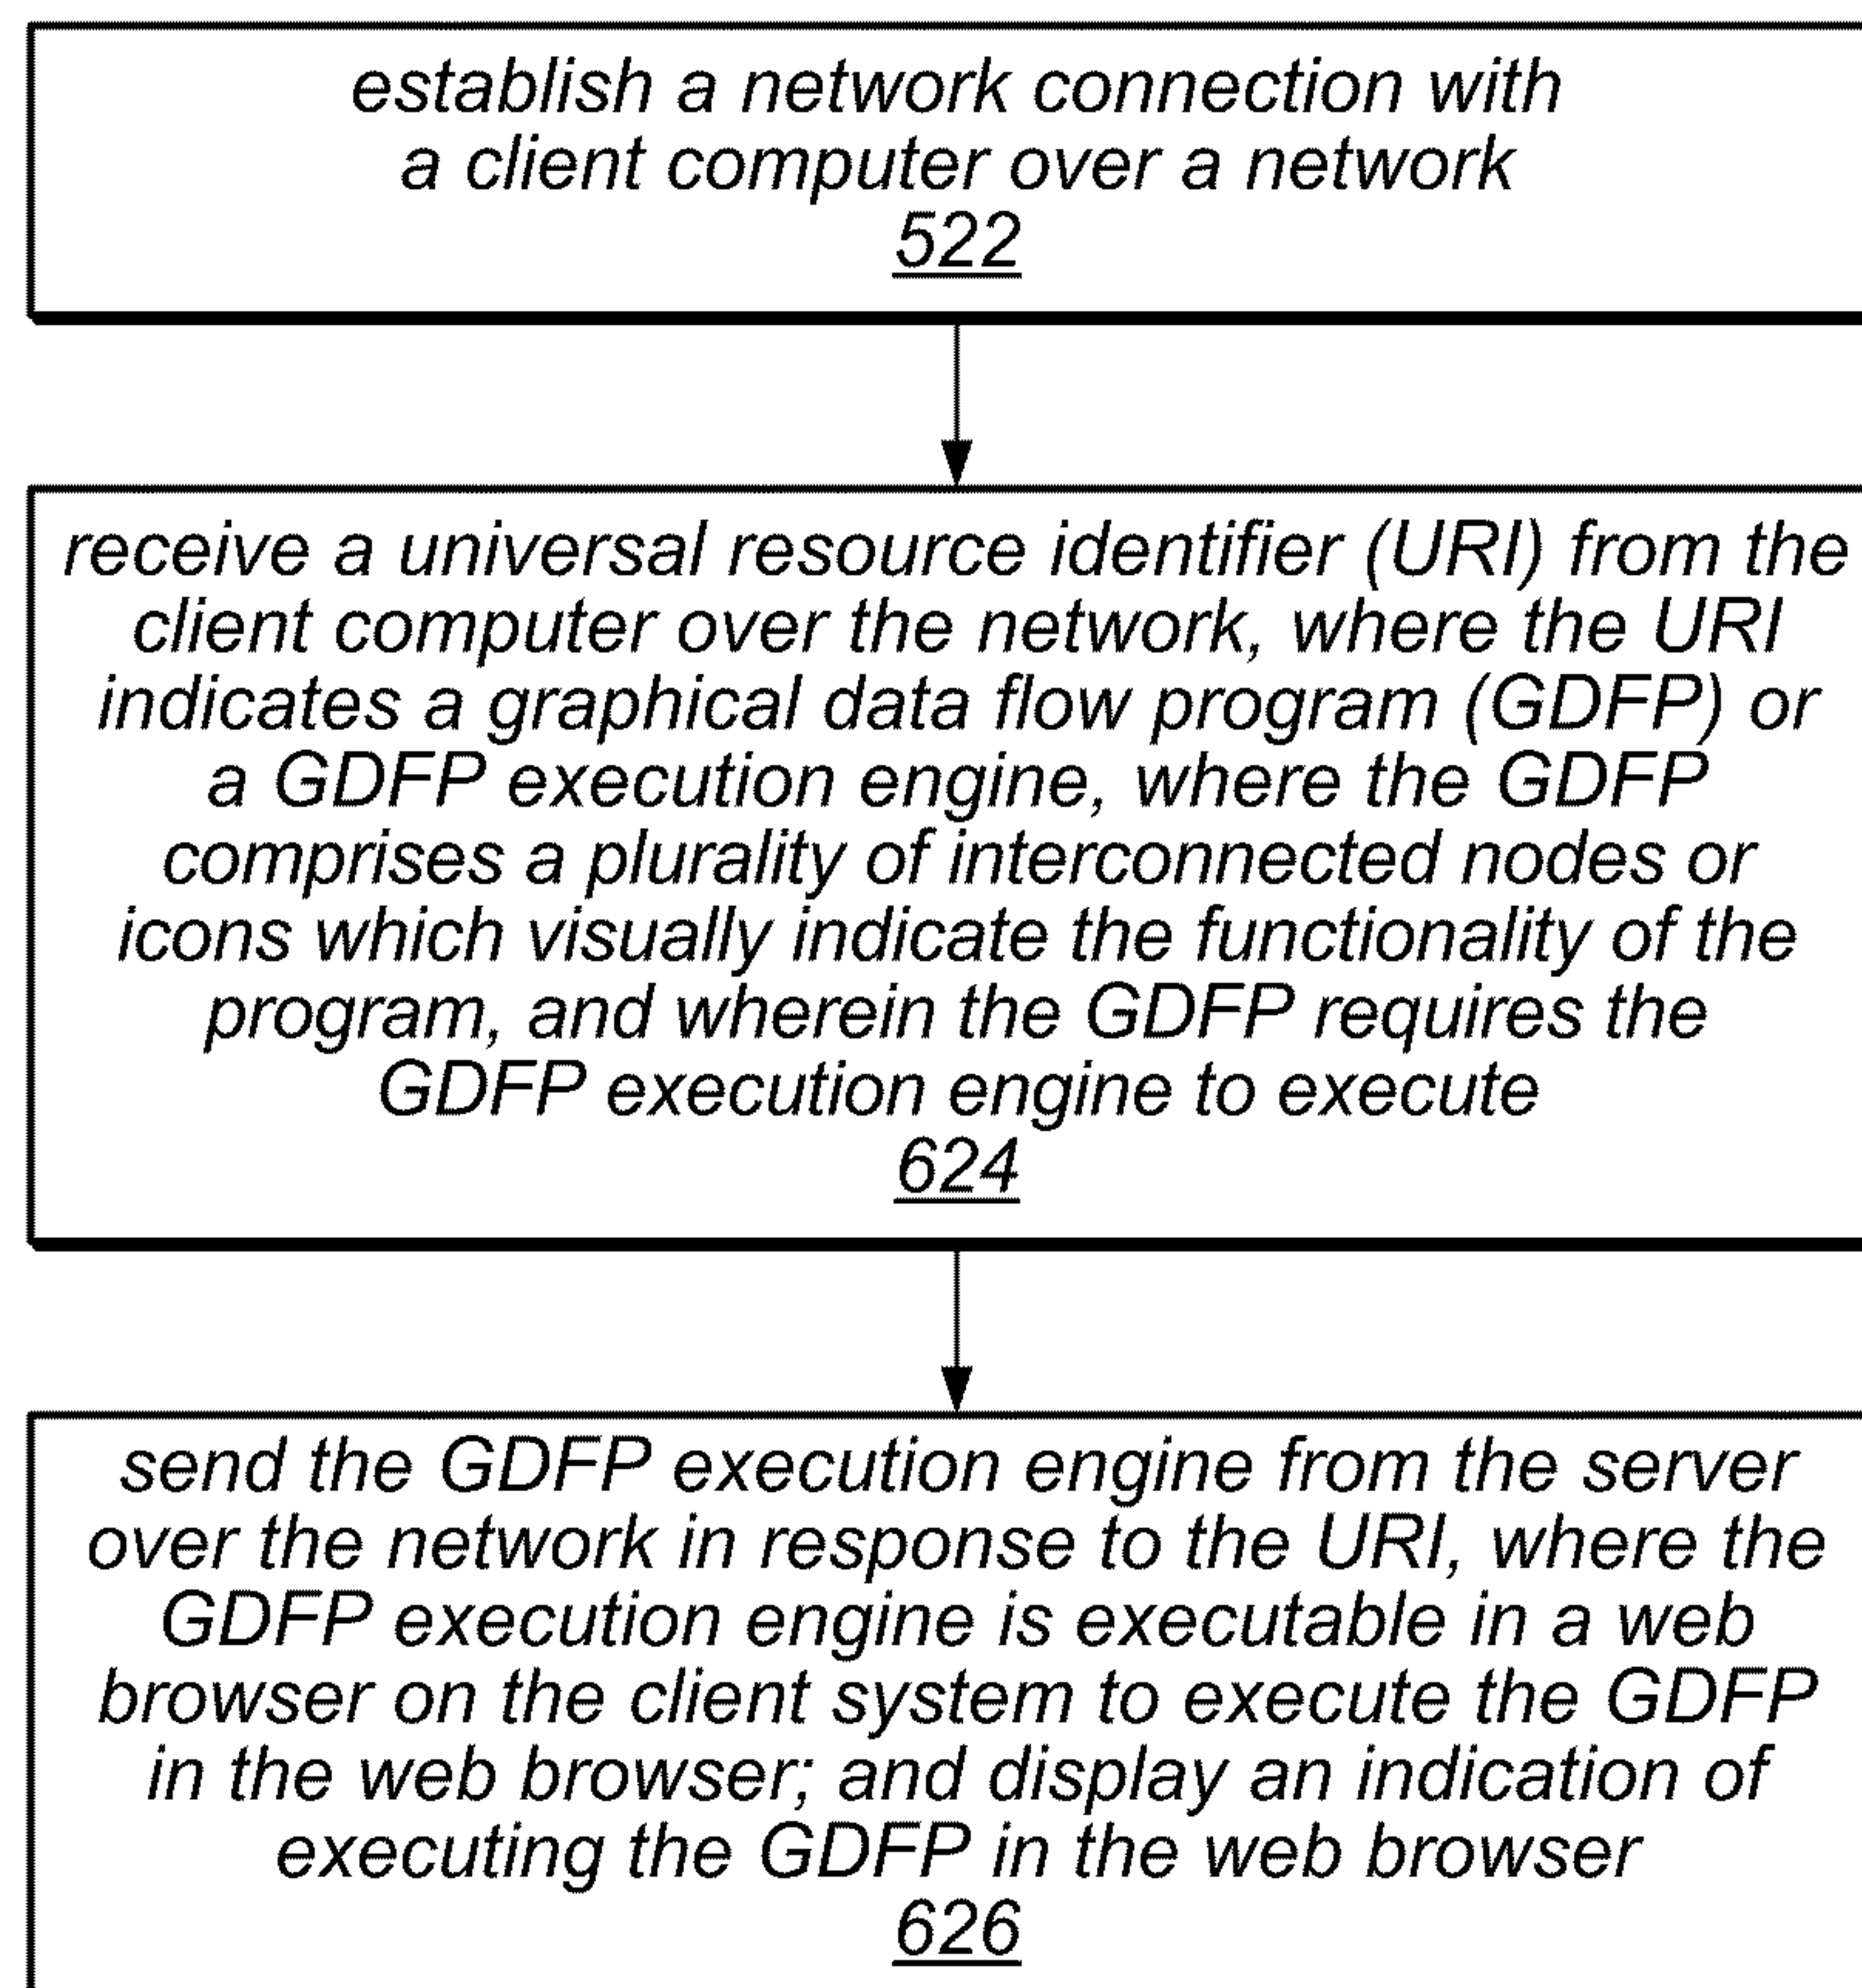 establish a network connection with
a client computer over a network
522
receive a universal resource identifier (URI) from the
client computer over the network, where the URI
indicates a graphical data flow program (GDFP) or
a GDFP execution engine, where the GDFP
comprises a plurality of interconnected nodes or
icons which visually indicate the functionality of the
program, and wherein the GDFP requires the
GDFP execution engine to execute
624
send the GDFP execution engine from the server
over the network in response to the URI, where the
GDFP execution engine is executable in a web
browser on the client system to execute the GDFP
in the web browser; and display an indication of
executing the GDFP in the web browser
626